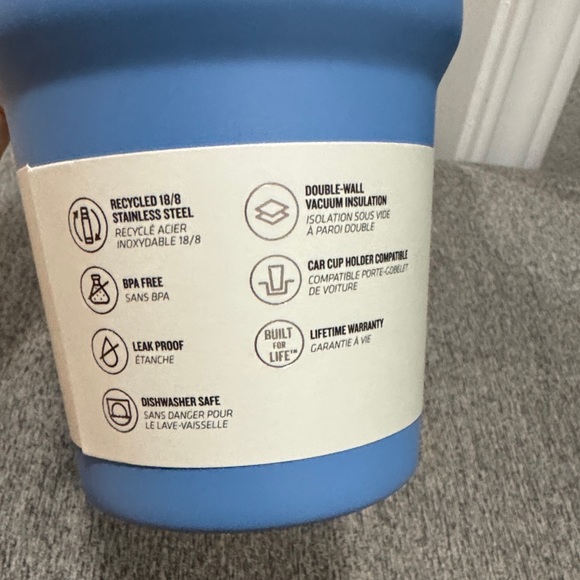 RECYCLED 18/8
STAINLESS STEEL
RECYCLÉ ACIER
INOXYDABLE 18/8
BPA FREE
SANS BPA
LEAK PROOF
ÉTANCHE
DISHWASHER SAFE
SANS DANGER POUR
LE LAVE-VAISSELLE
DOUBLE-WALL
VACUUM INSULATION
ISOLATION SOUS VIDE
À PAROI DOUBLE
CAR CUP HOLDER COMPATIBLE
COMPATIBLE PORTE-GOBELET
DE VOITURE
BUILT
FOR
LIFE™
LIFETIME WARRANTY
GARANTIE À VIE